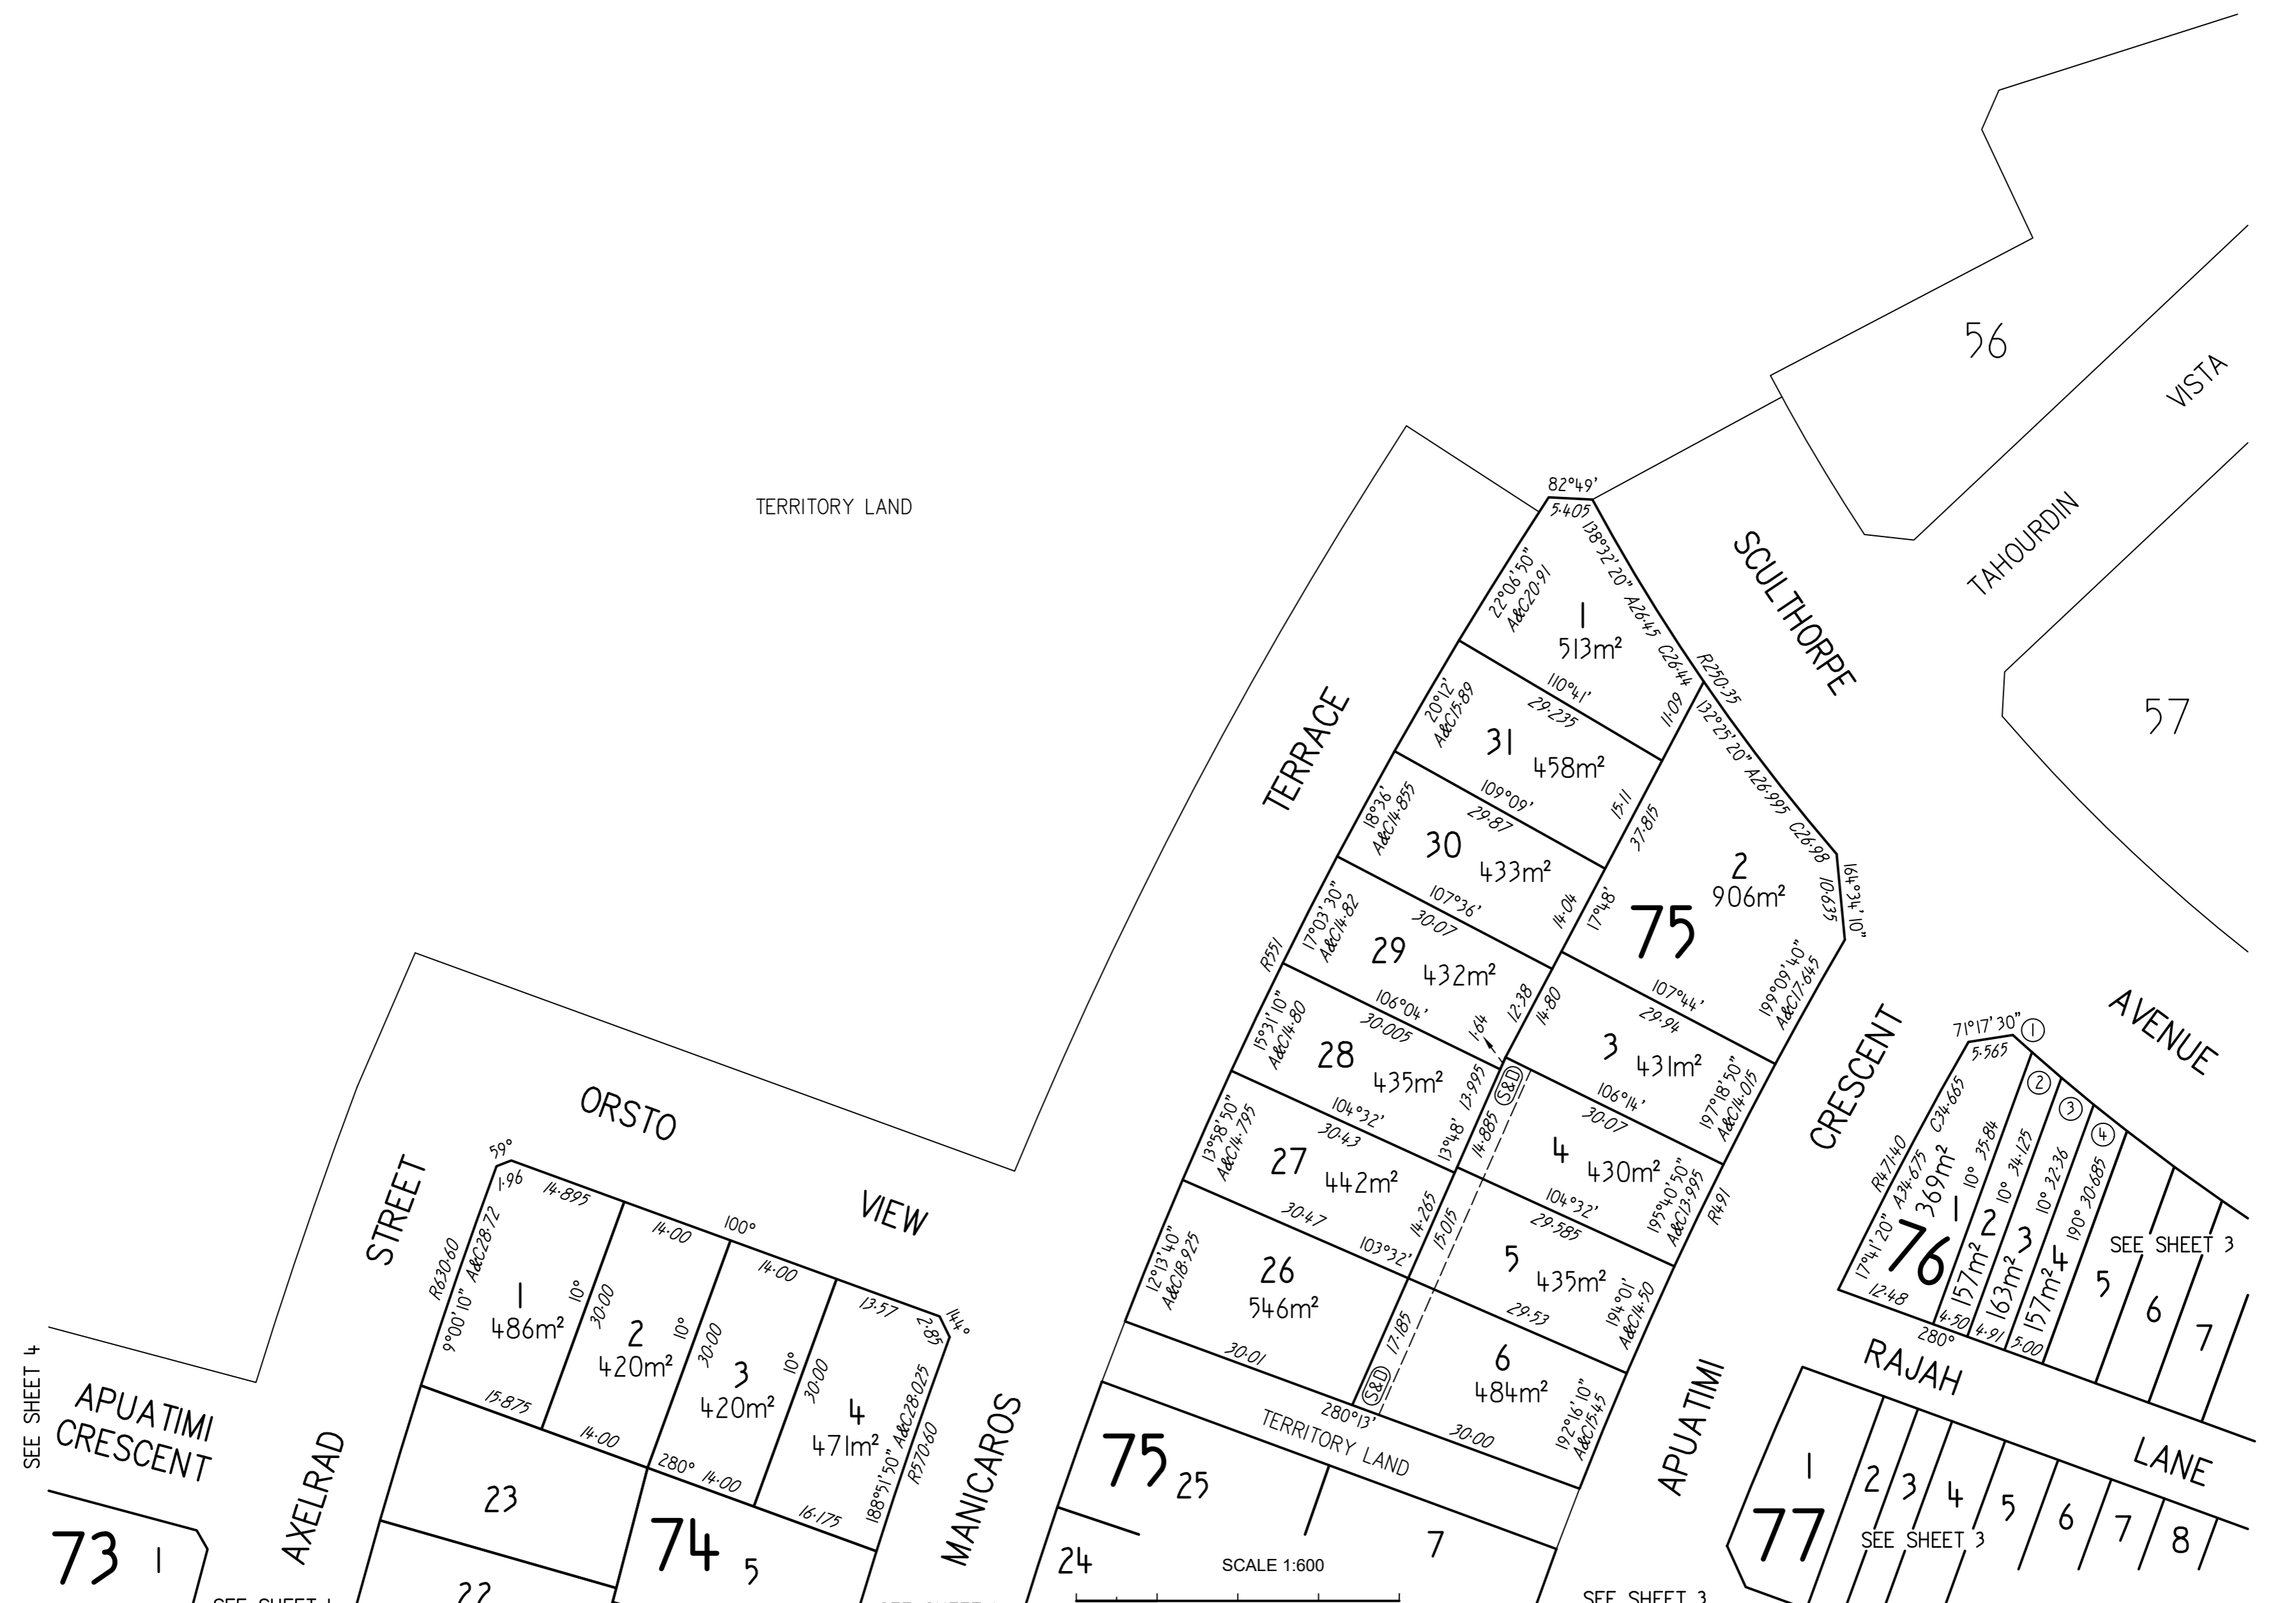 56
VISTA
TAHOURDIN
TERRITORY LAND
SCULTHORPE
57
82°49'
5·405
138°32'20" A26·45 C26·44
22°06'50"
A&C20·91
1
513m²
R250·35
110°41'
29·235
11·09
132°25'20" A26·995 C26·98
20°12'
A&C15·89
TERRACE
31
458m²
109°09'
29·87
15·11
37·815
18°36'
A&C14·855
30
433m²
2
906m²
75
164°34'10"
10·635
107°36'
30·07
14·04
17°48'
17°03'30"
A&C14·82
R551
29
432m²
199°09'40"
A&C17·645
107°44'
29·94
106°04'
30·005
12·38
14·80
1·64
15°31'10"
A&C14·80
28
435m²
3
431m²
AVENUE
CRESCENT
71°17'30" 1
5·565
S&D
13·995
106°14'
30·07
197°18'50"
A&C14·015
104°32'
30·43
13°48'
14·885
13°58'50"
A&C14·795
27
442m²
4
430m²
195°40'50"
A&C13·995
R491
104°32'
29·585
30·47
103°32'
14·265
15·015
12°13'40"
A&C18·925
26
546m²
5
435m²
194°01'
A&C14·50
29·53
17·185
S&D
30·01
280°13'
6
484m²
192°16'10"
A&C15·45
30·00
TERRITORY LAND
ORSTO
VIEW
STREET
59°
1·96
14·895
14·00
100°
14·00
13·57
144°
2·85
R630·60
9°00'10" A&C28·72
1
486m²
10°
30·00
2
420m²
10°
30·00
3
420m²
10°
30·00
4
471m²
188°51'50" A&C28·025
R570·60
15·875
14·00
280°
14·00
16·175
SEE SHEET 4
APUATIMI
CRESCENT
AXELRAD
MANICAROS
73
1
23
22
74
5
75
25
24
7
APUATIMI
2
3
4
R471·40
17°41'20" A34·675 C34·665
369m²
1
76
10° 35·84
2
157m²
10° 34·125
3
163m²
10° 32·36
4
157m²
190° 30·685
SEE SHEET 3
5
6
7
12·48
4·50
280°
4·91
5·00
RAJAH
LANE
1
77
2
3
4
5
6
7
8
SEE SHEET 3
SCALE 1:600
SEE SHEET 3